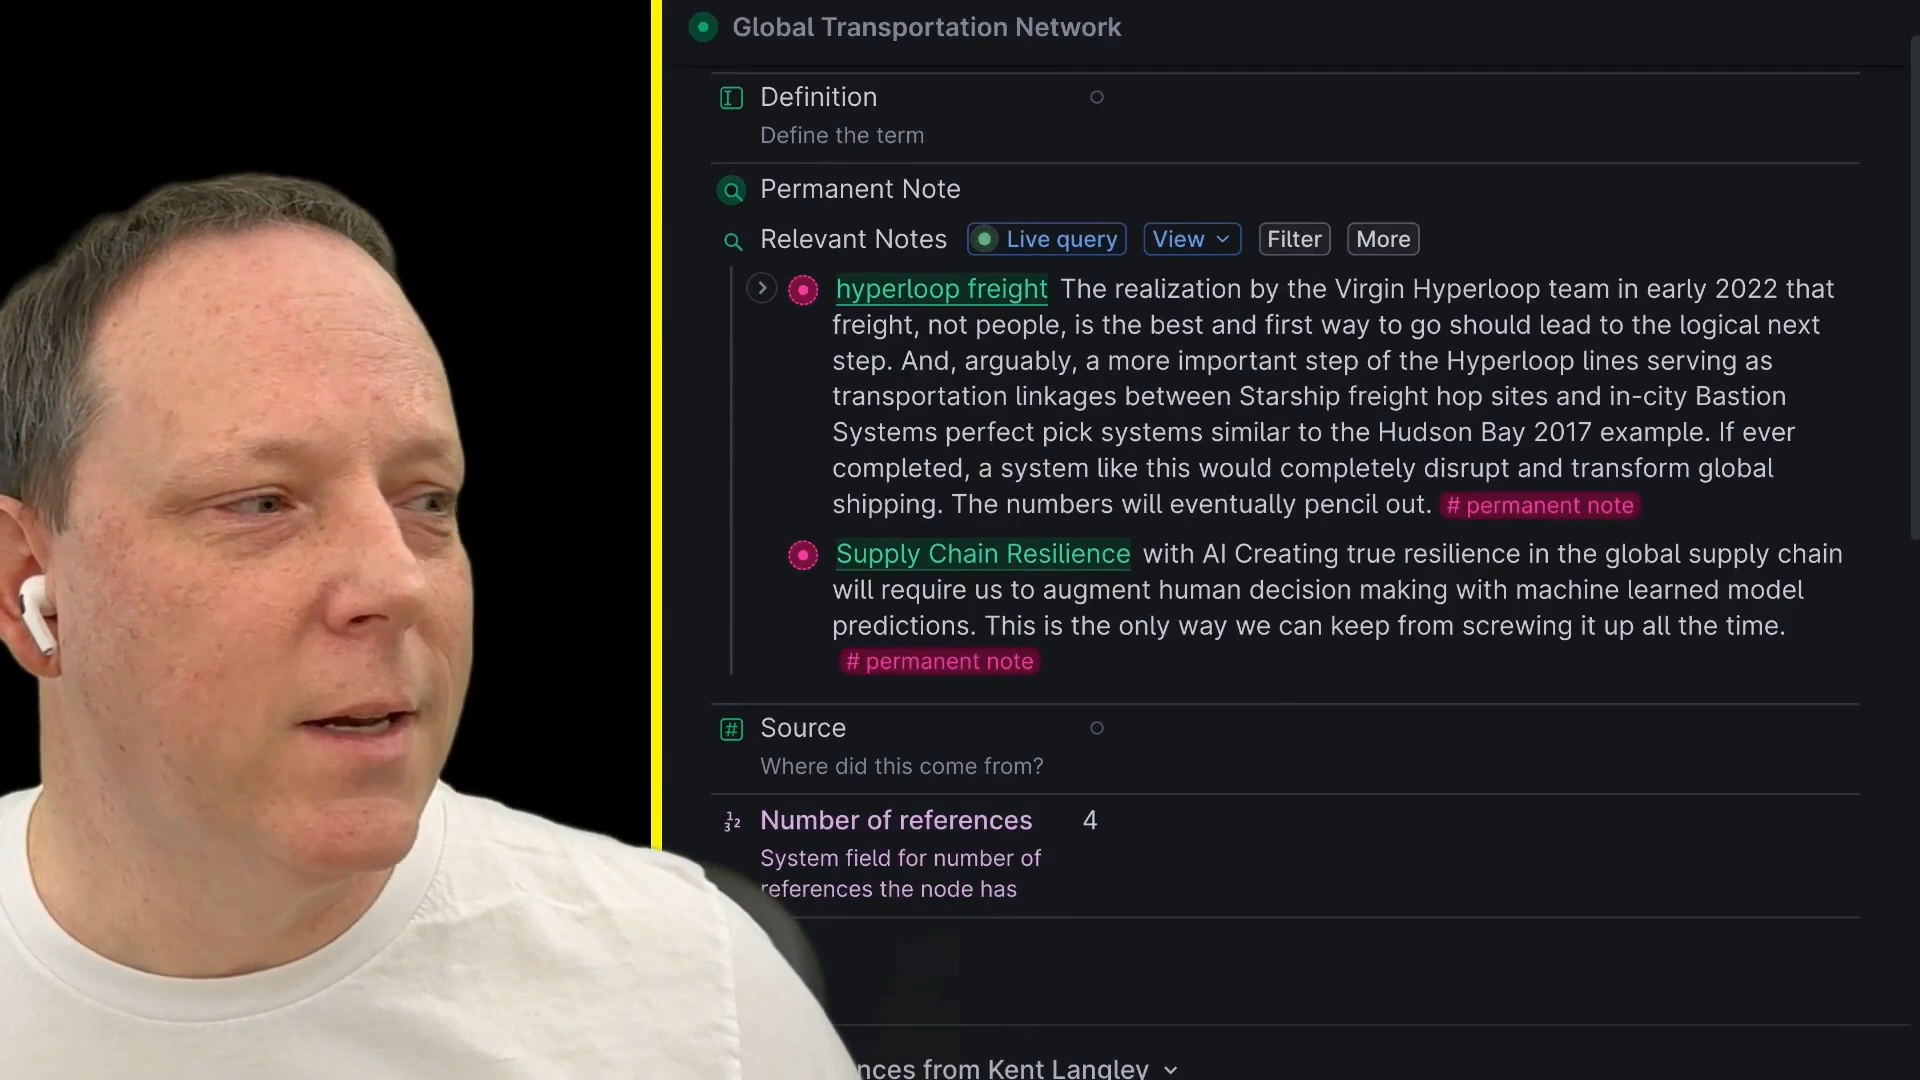 Global Transportation Network
Definition
Define the term
Permanent Note
Relevant Notes Live query View Filter More
hyperloop freight The realization by the Virgin Hyperloop team in early 2022 that
freight, not people, is the best and first way to go should lead to the logical next
step. And, arguably, a more important step of the Hyperloop lines serving as
transportation linkages between Starship freight hop sites and in-city Bastion
Systems perfect pick systems similar to the Hudson Bay 2017 example. If ever
completed, a system like this would completely disrupt and transform global
shipping. The numbers will eventually pencil out. # permanent note
Supply Chain Resilience with AI Creating true resilience in the global supply chain
will require us to augment human decision making with machine learned model
predictions. This is the only way we can keep from screwing it up all the time.
# permanent note
Source
Where did this come from?
Number of references 4
System field for number of
references the node has
from Kent Langley